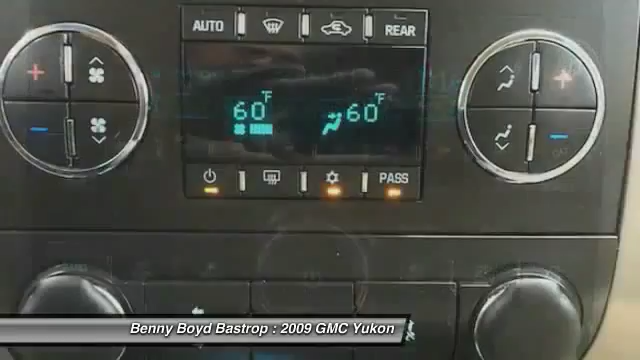 AUTO
REAR
60°F
60°F
PASS
Benny Boyd Bastrop : 2009 GMC Yukon